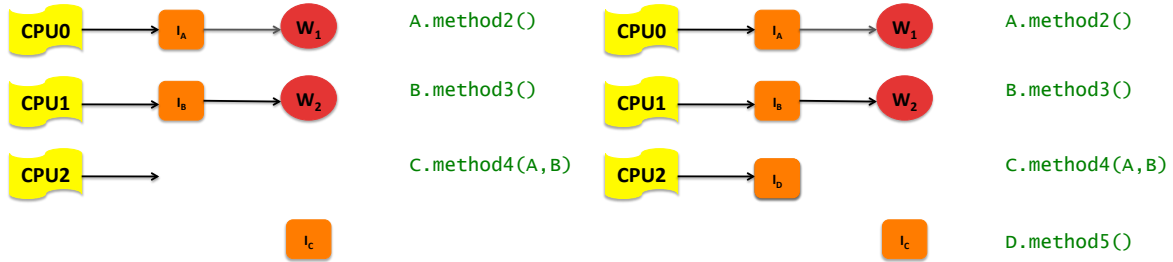 CPU0 I_A W_1 A.method2()
CPU1 I_B W_2 B.method3()
CPU2 C.method4(A,B)
I_C
CPU0 I_A W_1 A.method2()
CPU1 I_B W_2 B.method3()
CPU2 I_D C.method4(A,B)
I_C D.method5()